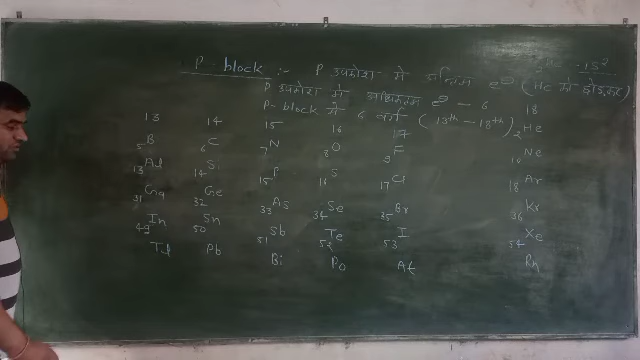 P-block :- P उपकोश में अन्तिम e⊖ (He को छोड़कर)
₂He - 1S²
P उपकोश में अधिकतम e⊖ - 6
P-block में 6 वर्ग (13th - 18th)
13 14 15 16 17 18
₂He
₅B ₆C ₇N ₈O ₉F ₁₀Ne
₁₃Al ₁₄Si ₁₅P ₁₆S ₁₇Cl ₁₈Ar
₃₁Ga ₃₂Ge ₃₃As ₃₄Se ₃₅Br ₃₆Kr
₄₉In ₅₀Sn ₅₁Sb ₅₂Te ₅₃I ₅₄Xe
Tl Pb Bi Po At Rn